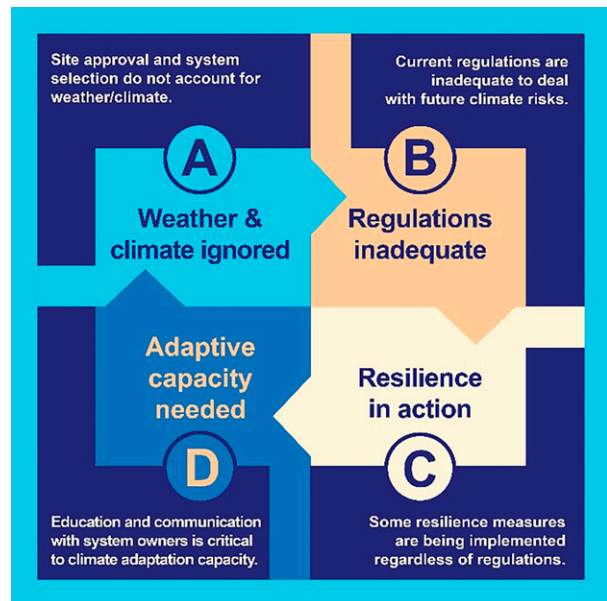 Site approval and system
selection do not account for
weather/climate.
A
Weather &
climate ignored
Current regulations are
inadequate to deal
with future climate risks.
B
Regulations
inadequate
Resilience
in action
C
Some resilience measures
are being implemented
regardless of regulations.
Adaptive
capacity
needed
D
Education and communication
with system owners is critical
to climate adaptation capacity.